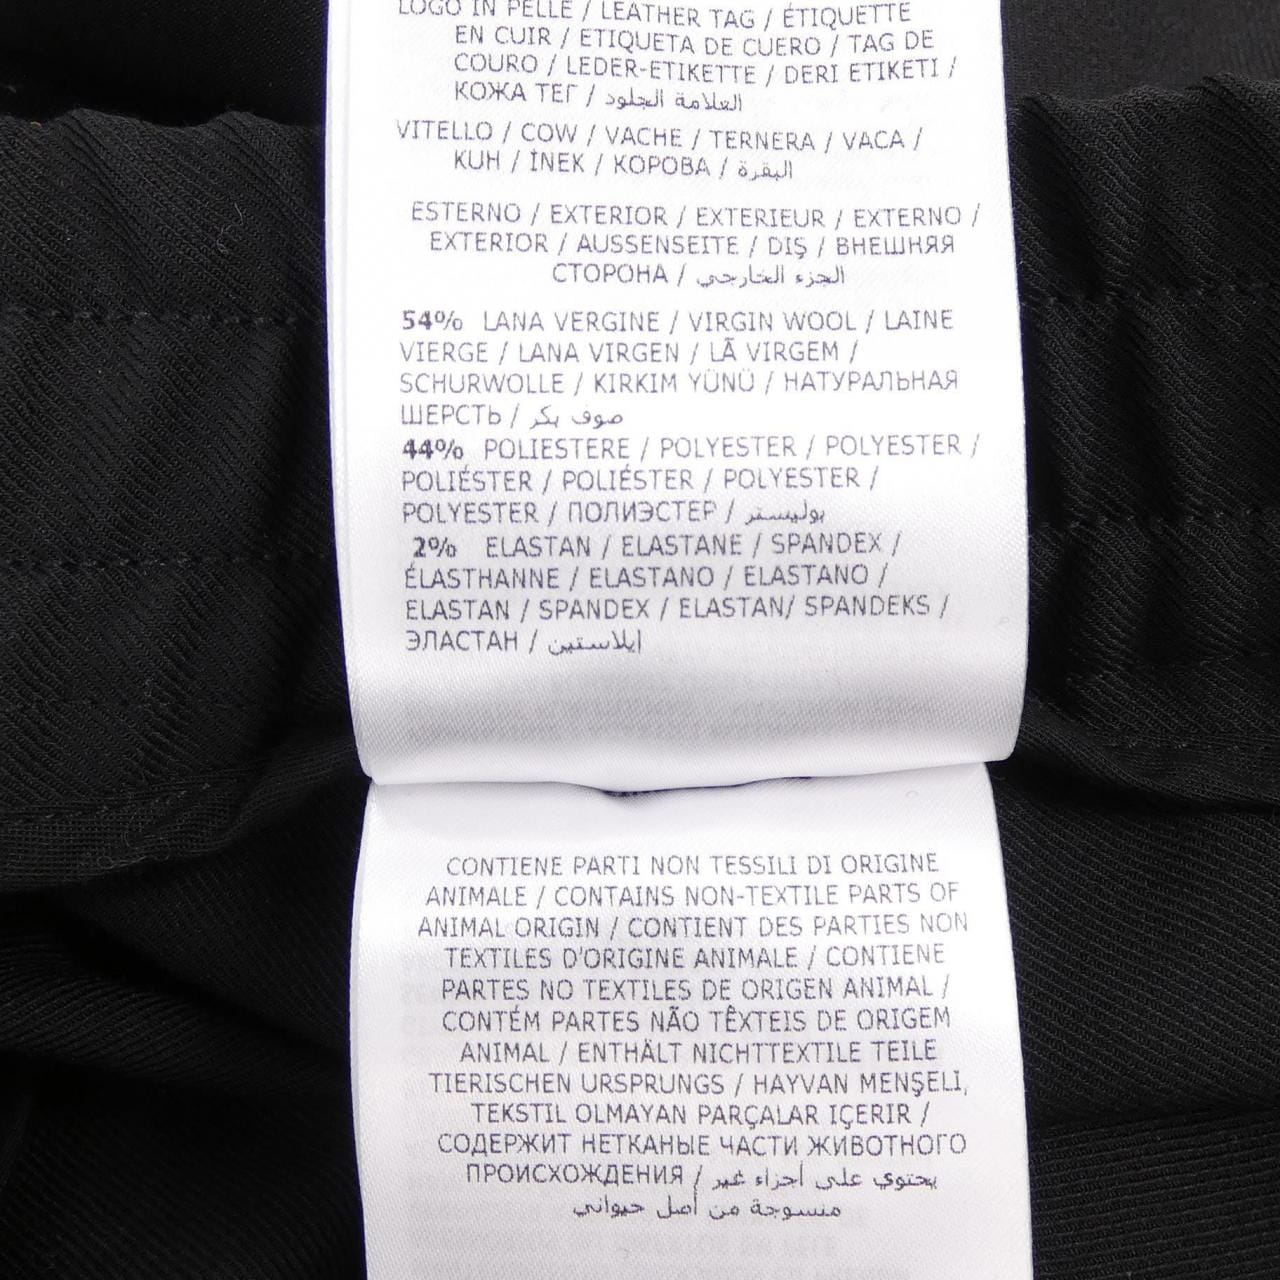 LOGO IN PELLE / LEATHER TAG / ÉTIQUETTE
EN CUIR / ETIQUETA DE CUERO / TAG DE
COURO / LEDER-ETIKETTE / DERI ETIKETI /
КОЖА ТЕГ / العلامة الجلود
VITELLO / COW / VACHE / TERNERA / VACA /
KUH / İNEK / КОРОВА / البقرة
ESTERNO / EXTERIOR / EXTERIEUR / EXTERNO /
EXTERIOR / AUSSENSEITE / DIŞ / ВНЕШНЯЯ
СТОРОНА / الجزء الخارجي
54% LANA VERGINE / VIRGIN WOOL / LAINE
VIERGE / LANA VIRGEN / LÃ VIRGEM /
SCHURWOLLE / KIRKIM YÜNÜ / НАТУРАЛЬНАЯ
ШЕРСТЬ / صوف بكر
44% POLIESTERE / POLYESTER / POLYESTER /
POLIÉSTER / POLIÉSTER / POLYESTER /
POLYESTER / ПОЛИЭСТЕР / بوليستر
2% ELASTAN / ELASTANE / SPANDEX /
ÉLASTHANNE / ELASTANO / ELASTANO /
ELASTAN / SPANDEX / ELASTAN/ SPANDEKS /
ЭЛАСТАН / إيلاستين
CONTIENE PARTI NON TESSILI DI ORIGINE
ANIMALE / CONTAINS NON-TEXTILE PARTS OF
ANIMAL ORIGIN / CONTIENT DES PARTIES NON
TEXTILES D'ORIGINE ANIMALE / CONTIENE
PARTES NO TEXTILES DE ORIGEN ANIMAL /
CONTÉM PARTES NÃO TÊXTEIS DE ORIGEM
ANIMAL / ENTHÄLT NICHTTEXTILE TEILE
TIERISCHEN URSPRUNGS / HAYVAN MENŞELI,
TEKSTIL OLMAYAN PARÇALAR IÇERIR /
СОДЕРЖИТ НЕТКАНЫЕ ЧАСТИ ЖИВОТНОГО
ПРОИСХОЖДЕНИЯ / يحتوي على أجزاء غير
منسوجة من أصل حيواني